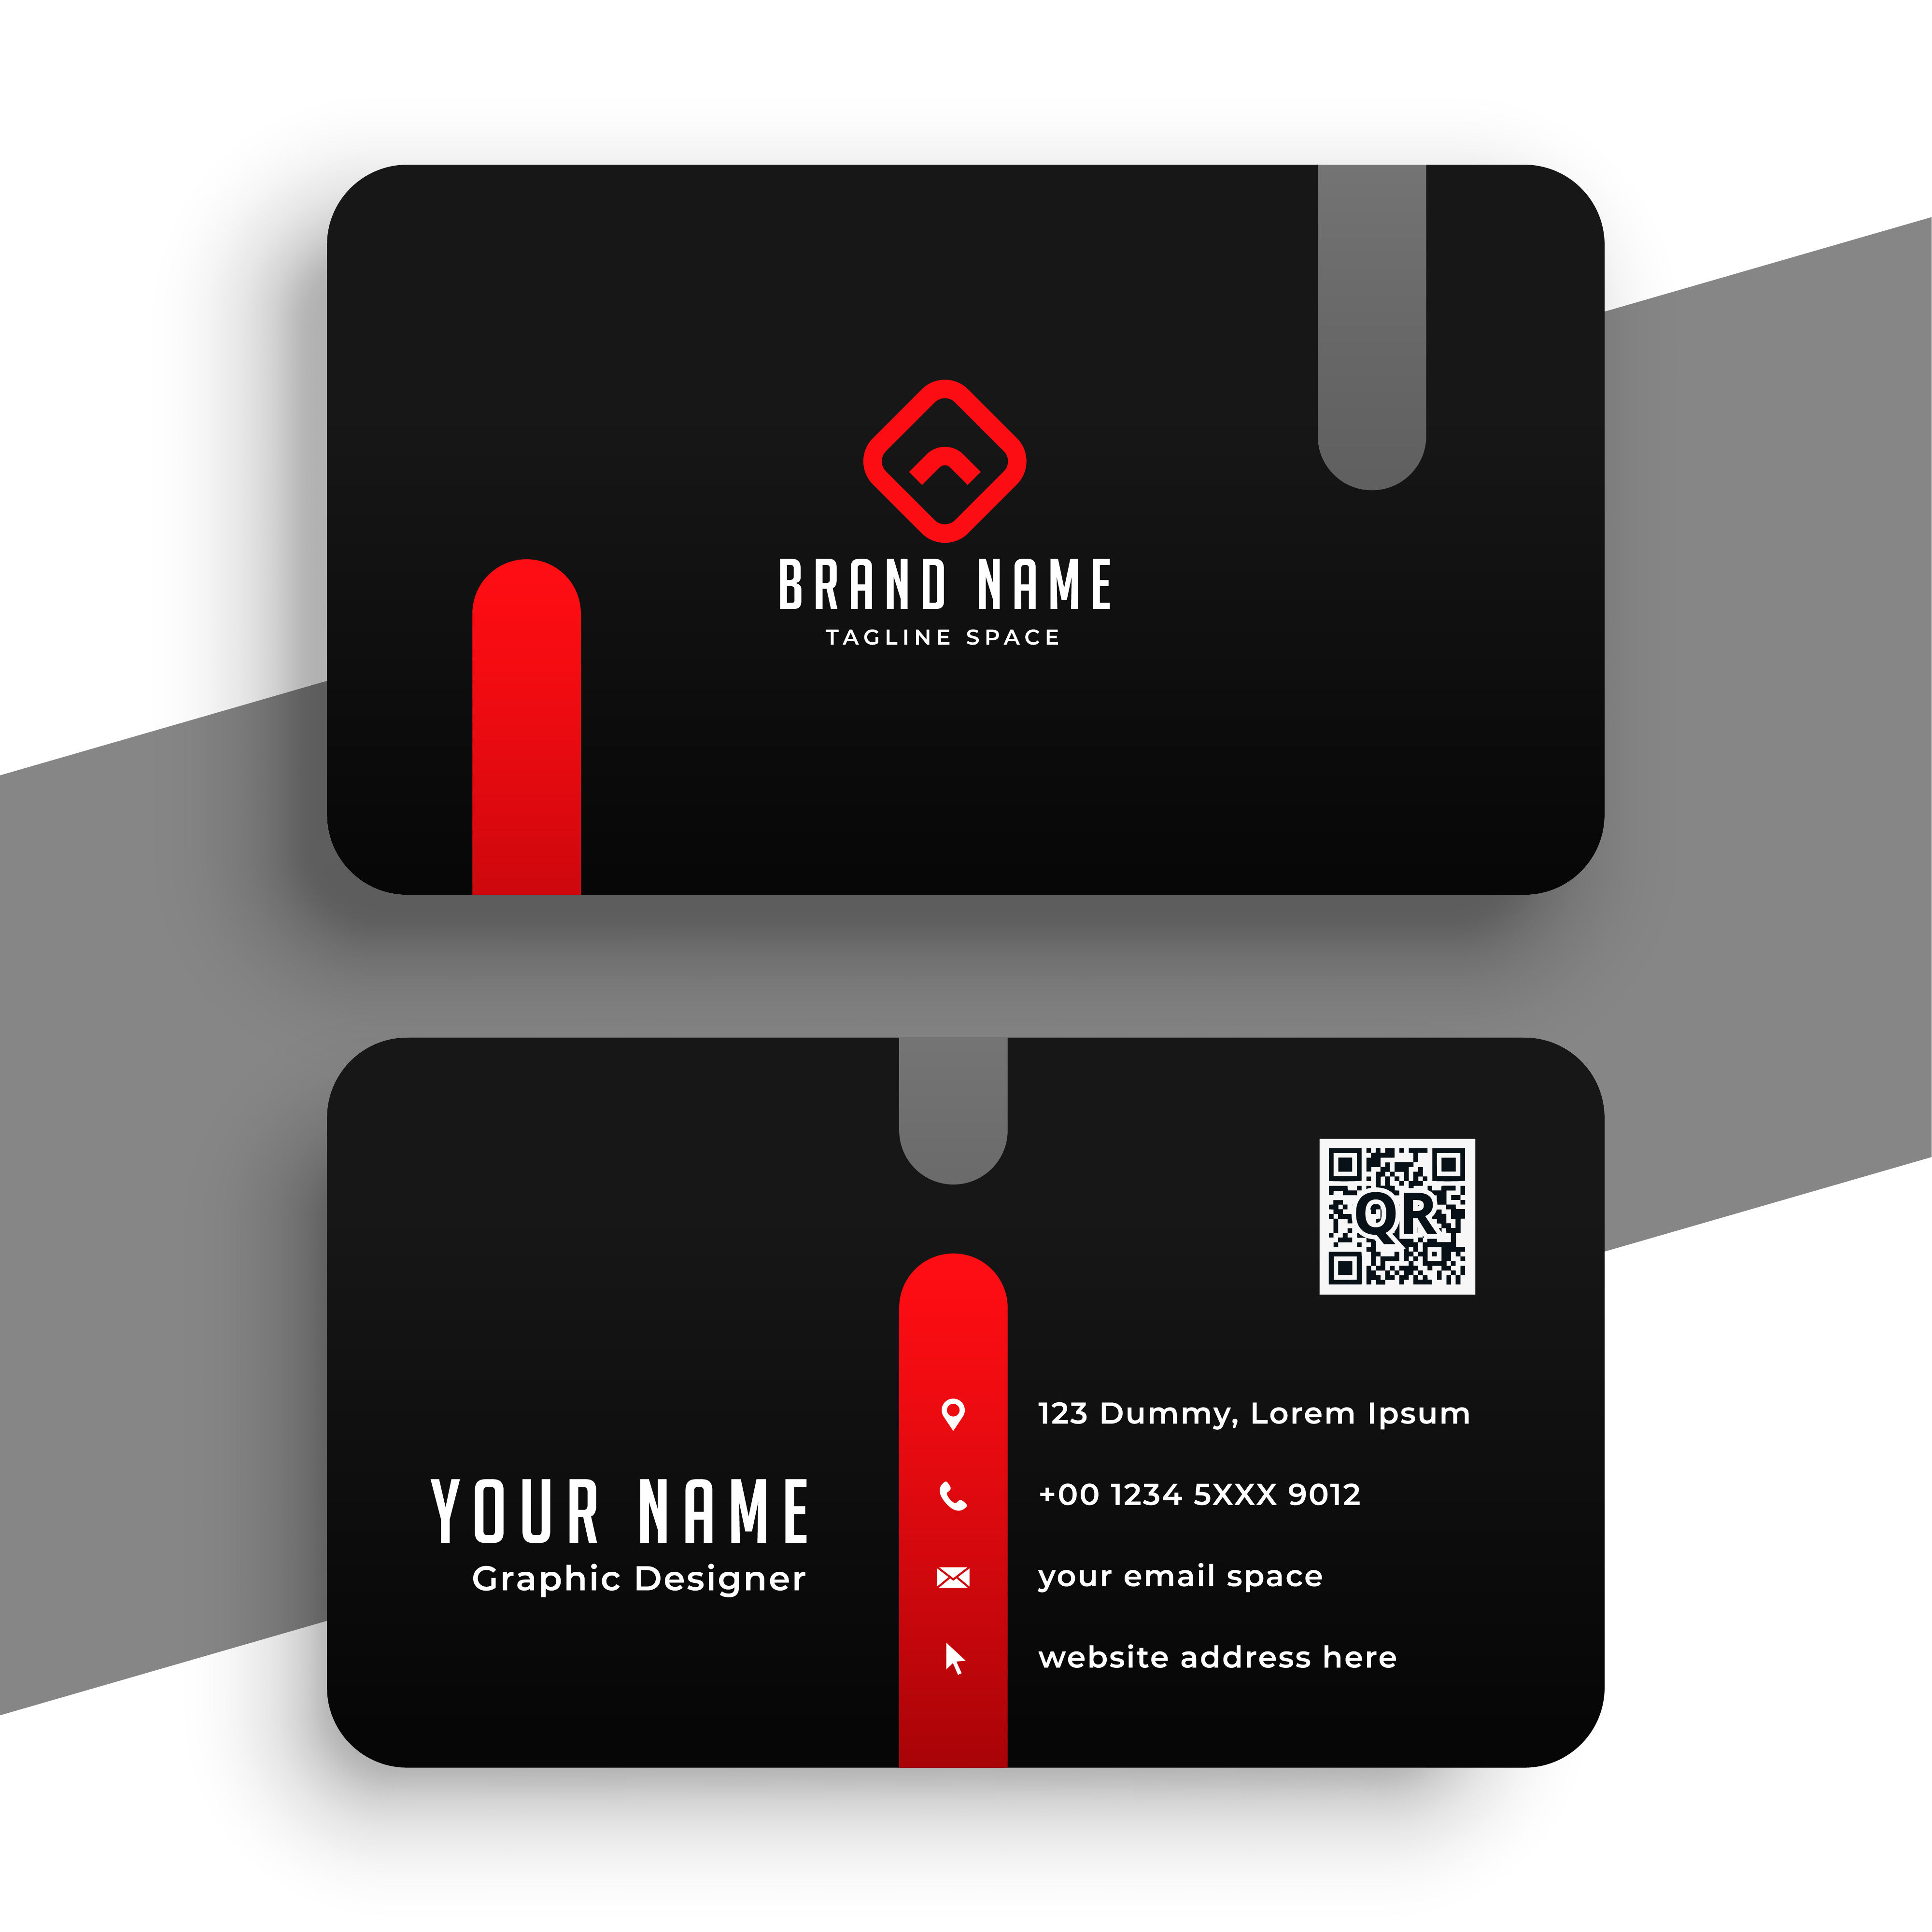 BRAND NAME
TAGLINE SPACE
QR
YOUR NAME
Graphic Designer
123 Dummy, Lorem Ipsum
+00 1234 5XXX 9012
your email space
website address here